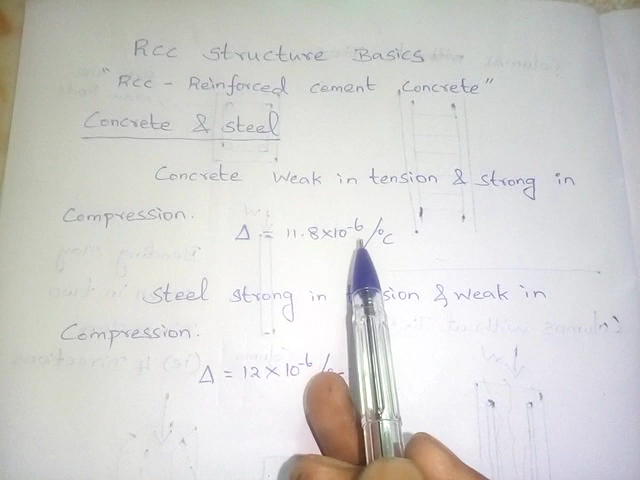 Rcc Structure Basics
"Rcc - Reinforced cement Concrete"
Concrete & steel
Concrete Weak in tension & strong in
Compression.
Δ = 11.8×10⁻⁶/°C
Steel strong in & weak in
Compression.
Δ = 12×10⁻⁶/